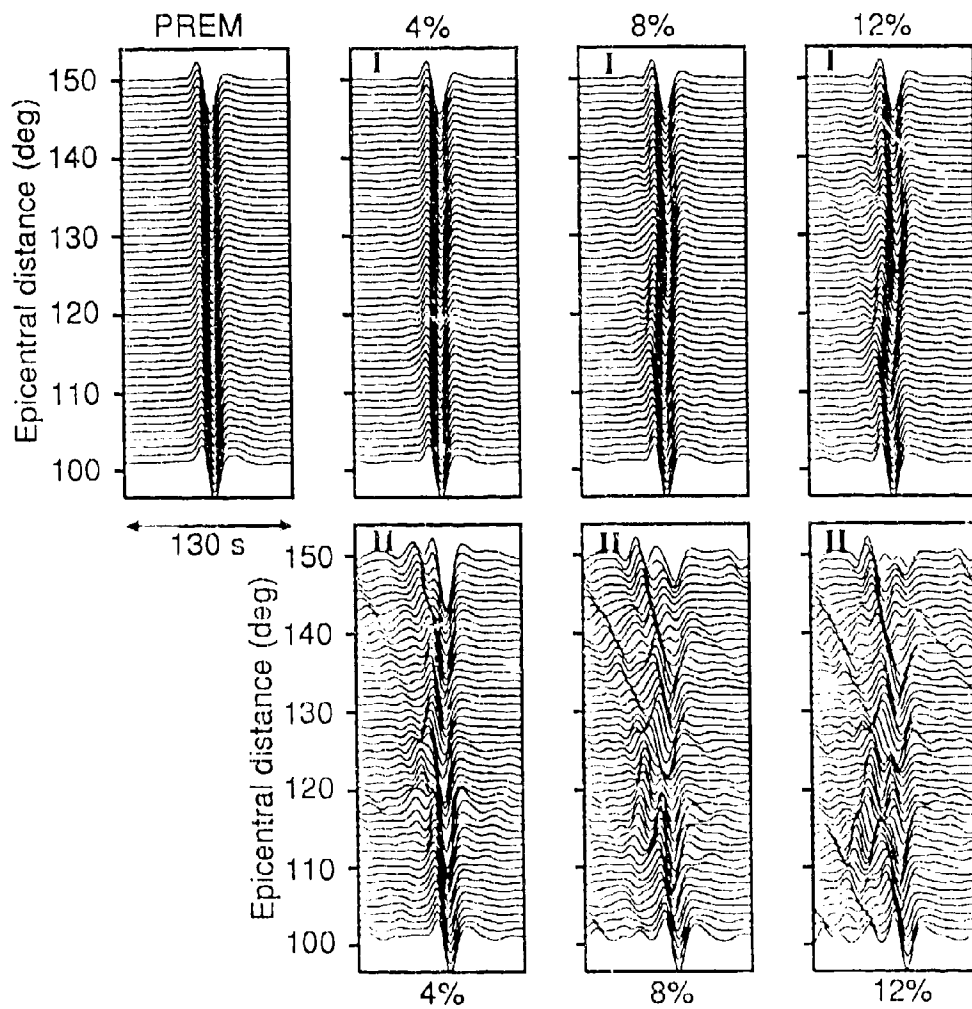 PREM 4% 8% 12%
I I I
150
140
130
120
110
100
Epicentral distance (deg)
130 s
II II II
150
140
130
120
110
100
Epicentral distance (deg)
4% 8% 12%